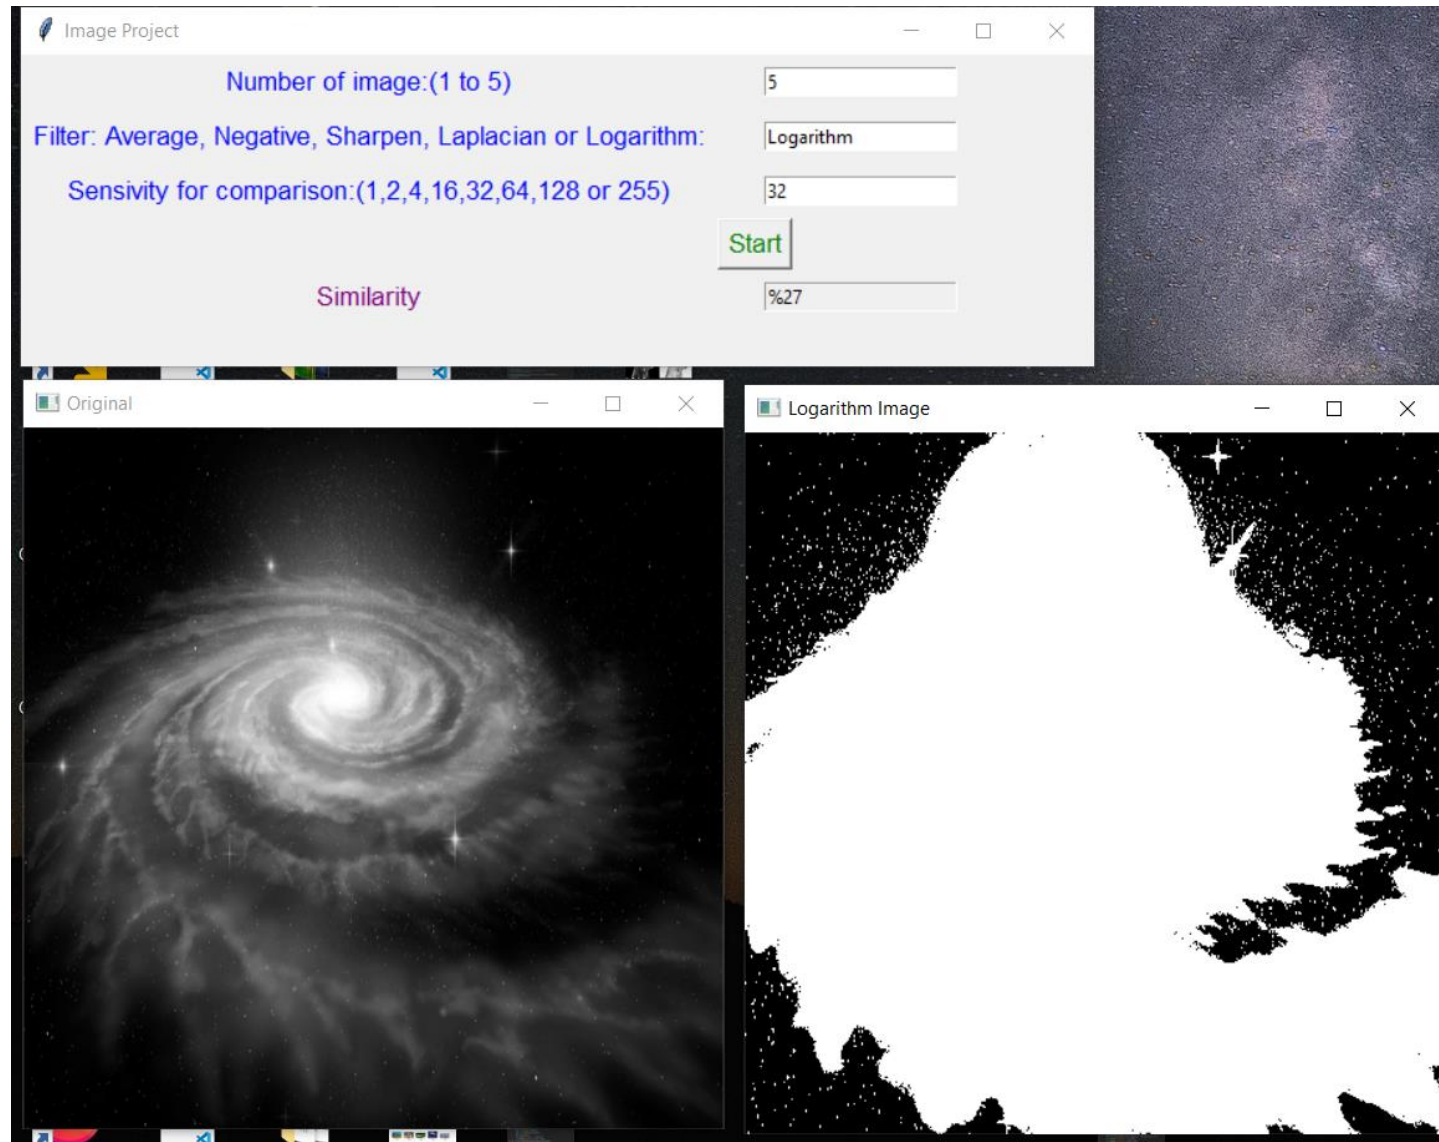 Image Project
Number of image:(1 to 5) 5
Filter: Average, Negative, Sharpen, Laplacian or Logarithm: Logarithm
Sensivity for comparison:(1,2,4,16,32,64,128 or 255) 32
Start
Similarity %27
Original
Logarithm Image